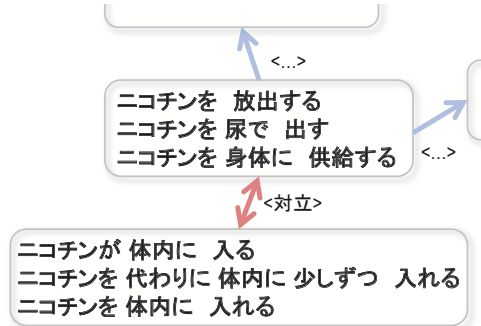 <...>
ニコチンを 放出する
ニコチンを 尿で 出す
ニコチンを 身体に 供給する
<...>
<対立>
ニコチンが 体内に 入る
ニコチンを 代わりに 体内に 少しずつ 入れる
ニコチンを 体内に 入れる